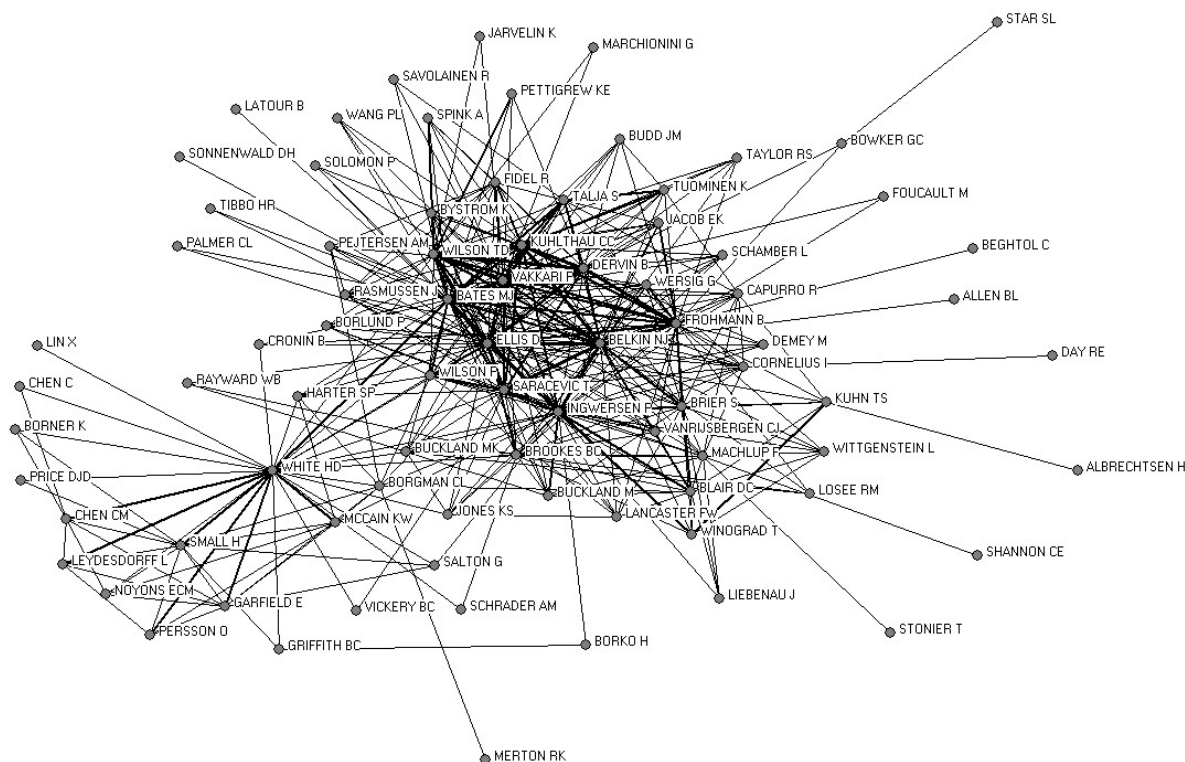 STAR SL
JARVELIN K
MARCHIONINI G
SAVOLAINEN R
PETTIGREW KE
LATOUR B
WANG PL
SPINK A
BUDD JM
BOWKER GC
SONNENWALD DH
SOLOMON P
TAYLOR RS
FIDEL R
TUOMINEN K
TALJA S
FOUCAULT M
TIBBO HR
BYSTROM K
JACOB EK
PALMER CL
PEJTERSEN AM
KUHLTHAU CC
WILSON TD
SCHAMBER L
BEGHTOL C
DERVIN B
VAKKARI P
WERSIG G
RASMUSSEN J
BATES MJ
CAPURRO R
ALLEN BL
BORLUND P
FROHMANN B
LIN X
CRONIN B
ELLIS D
BELKIN NJ
DEMEY M
DAY RE
CORNELIUS I
CHEN C
RAYWARD WB
WILSON P
HARTER SP
SARACEVIC T
KUHN TS
INGWERSEN P
BRIER S
BORNER K
VANRIJSBERGEN CJ
BUCKLAND MK
BROOKES BC
MACHLUP F
WITTGENSTEIN L
WHITE HD
ALBRECHTSEN H
PRICE DJD
BORGMAN CL
BUCKLAND M
BLAIR DC
LOSEE RM
CHEN CM
MCCAIN KW
JONES KS
LANCASTER FW
WINOGRAD T
SMALL H
SHANNON CE
LEYDESDORFF L
SALTON G
NOYONS ECM
GARFIELD E
VICKERY BC
SCHRADER AM
LIEBENAU J
PERSSON O
STONIER T
GRIFFITH BC
BORKO H
MERTON RK